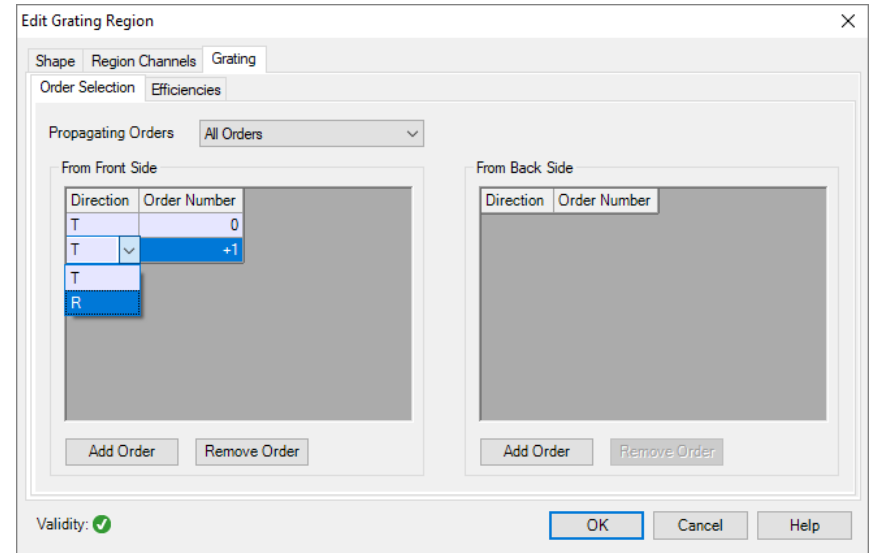 Edit Grating Region
Shape Region Channels Grating
Order Selection Efficiencies
Propagating Orders All Orders
From Front Side
Direction Order Number
T 0
T +1
T
R
Add Order Remove Order
From Back Side
Direction Order Number
Add Order Remove Order
Validity:
OK Cancel Help